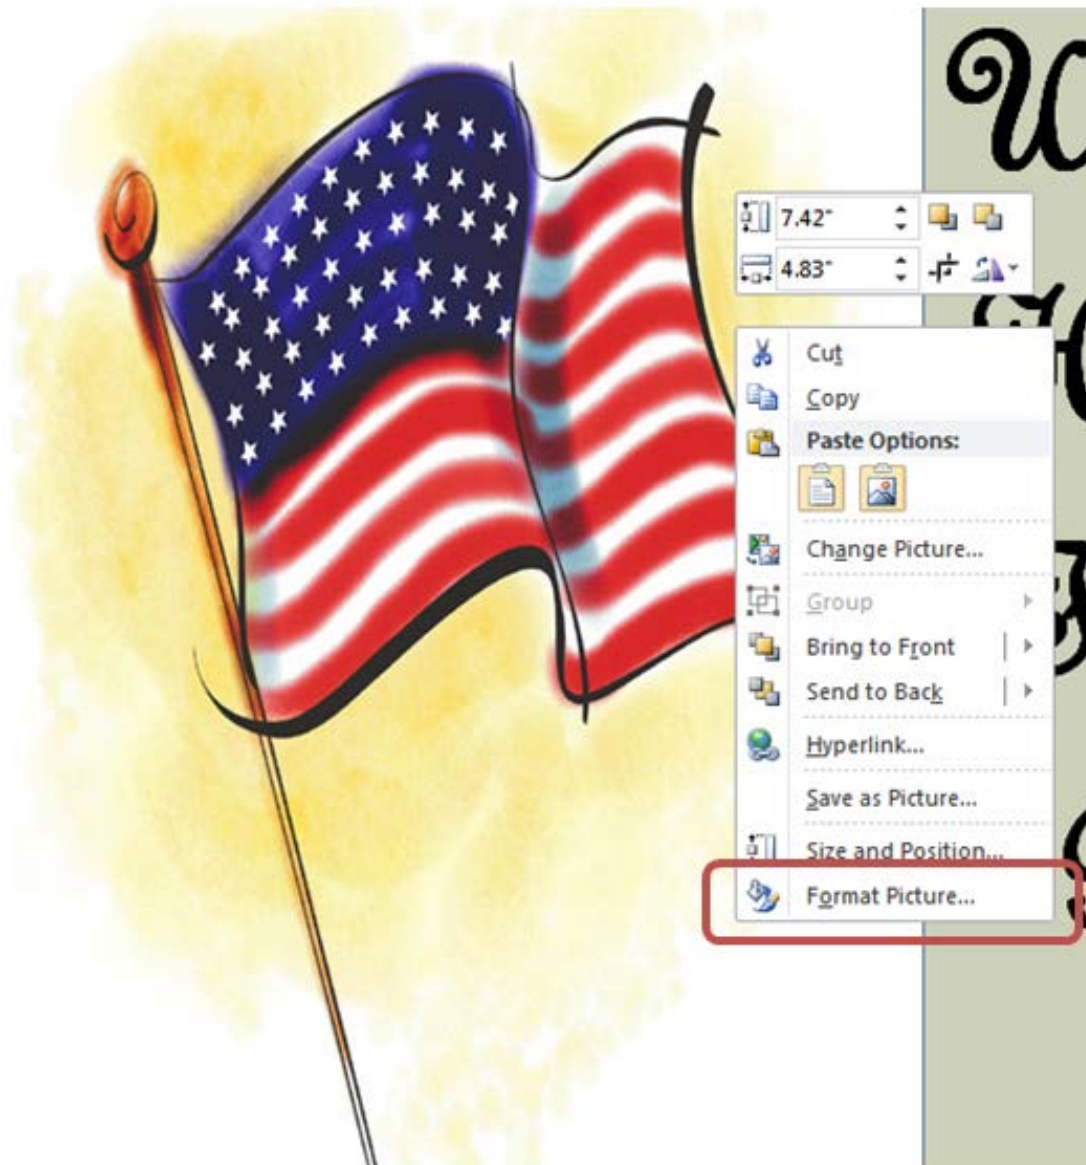 7.42"
4.83"
Cut
Copy
Paste Options:
Change Picture...
Group
Bring to Front
Send to Back
Hyperlink...
Save as Picture...
Size and Position...
Format Picture...